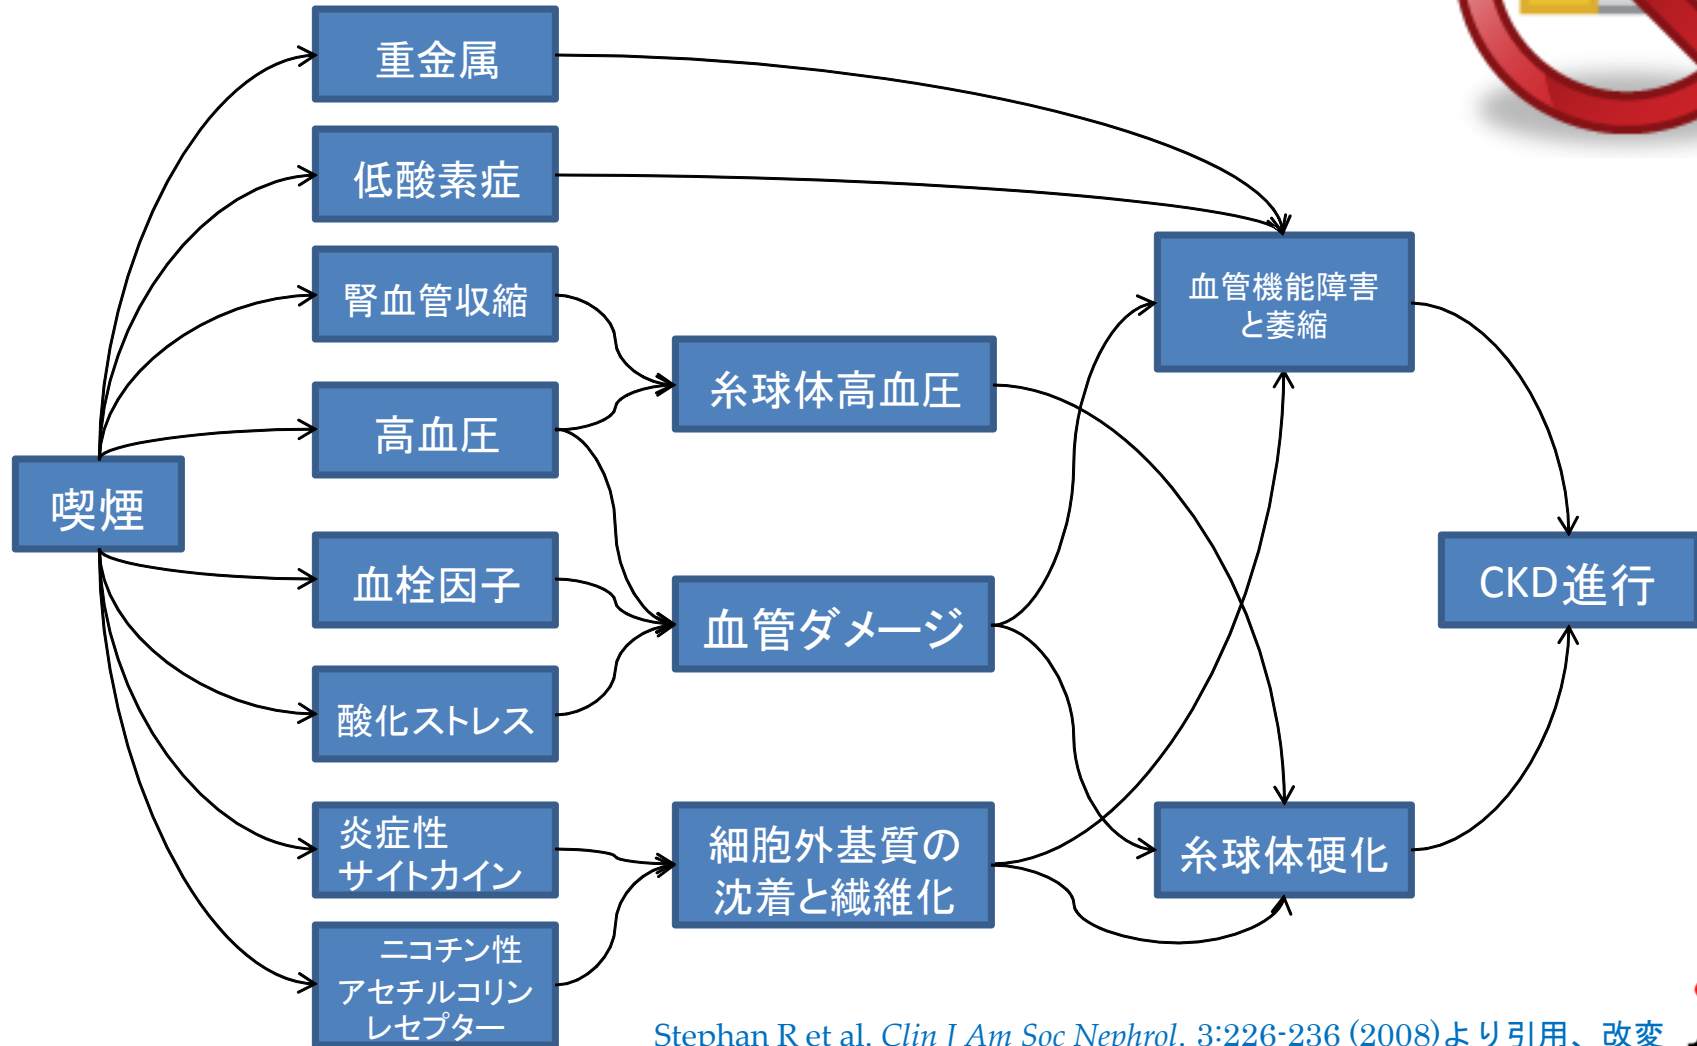 重金属
低酸素症
腎血管収縮
高血圧
喫煙
血栓因子
酸化ストレス
炎症性
サイトカイン
ニコチン性
アセチルコリン
レセプター
糸球体高血圧
血管ダメージ
細胞外基質の
沈着と繊維化
血管機能障害
と萎縮
糸球体硬化
CKD進行
Stephan R et al. Clin J Am Soc Nephrol. 3:226-236 (2008)より引用、改変